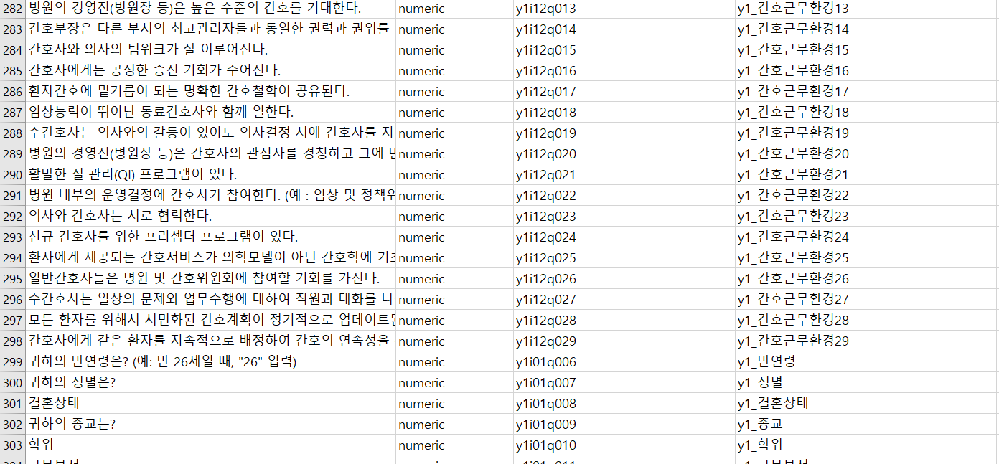 282 병원의 경영진(병원장 등)은 높은 수준의 간호를 기대한다. numeric y1i12q013 y1_간호근무환경13
283 간호부장은 다른 부서의 최고관리자들과 동일한 권력과 권위를 numeric y1i12q014 y1_간호근무환경14
284 간호사와 의사의 팀워크가 잘 이루어진다. numeric y1i12q015 y1_간호근무환경15
285 간호사에게는 공정한 승진 기회가 주어진다. numeric y1i12q016 y1_간호근무환경16
286 환자간호에 밑거름이 되는 명확한 간호철학이 공유된다. numeric y1i12q017 y1_간호근무환경17
287 임상능력이 뛰어난 동료간호사와 함께 일한다. numeric y1i12q018 y1_간호근무환경18
288 수간호사는 의사와의 갈등이 있어도 의사결정 시에 간호사를 지 numeric y1i12q019 y1_간호근무환경19
289 병원의 경영진(병원장 등)은 간호사의 관심사를 경청하고 그에 numeric y1i12q020 y1_간호근무환경20
290 활발한 질 관리(QI) 프로그램이 있다. numeric y1i12q021 y1_간호근무환경21
291 병원 내부의 운영결정에 간호사가 참여한다. (예 : 임상 및 정책위 numeric y1i12q022 y1_간호근무환경22
292 의사와 간호사는 서로 협력한다. numeric y1i12q023 y1_간호근무환경23
293 신규 간호사를 위한 프리셉터 프로그램이 있다. numeric y1i12q024 y1_간호근무환경24
294 환자에게 제공되는 간호서비스가 의학모델이 아닌 간호학에 기초 numeric y1i12q025 y1_간호근무환경25
295 일반간호사들은 병원 및 간호위원회에 참여할 기회를 가진다. numeric y1i12q026 y1_간호근무환경26
296 수간호사는 일상의 문제와 업무수행에 대하여 직원과 대화를 나 numeric y1i12q027 y1_간호근무환경27
297 모든 환자를 위해서 서면화된 간호계획이 정기적으로 업데이트된 numeric y1i12q028 y1_간호근무환경28
298 간호사에게 같은 환자를 지속적으로 배정하여 간호의 연속성을 numeric y1i12q029 y1_간호근무환경29
299 귀하의 만연령은? (예: 만 26세일 때, "26" 입력) numeric y1i01q006 y1_만연령
300 귀하의 성별은? numeric y1i01q007 y1_성별
301 결혼상태 numeric y1i01q008 y1_결혼상태
302 귀하의 종교는? numeric y1i01q009 y1_종교
303 학위 numeric y1i01q010 y1_학위